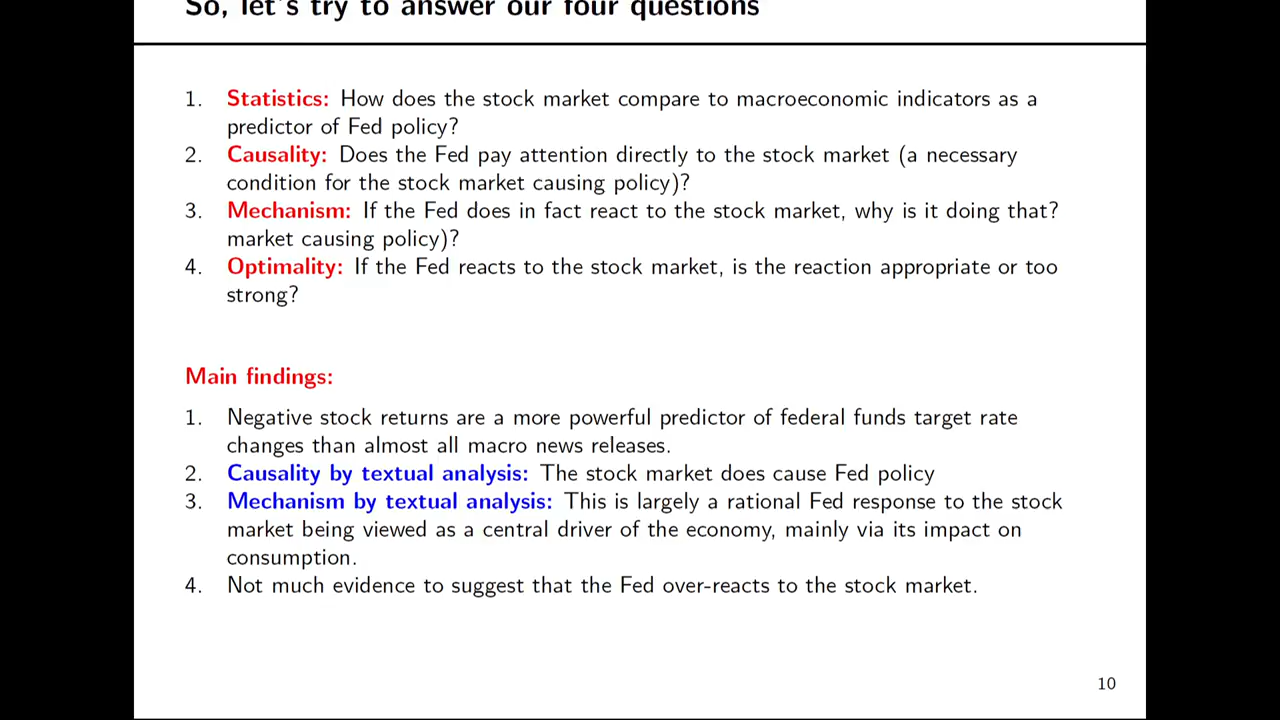 So, let's try to answer our four questions
1. Statistics: How does the stock market compare to macroeconomic indicators as a
predictor of Fed policy?
2. Causality: Does the Fed pay attention directly to the stock market (a necessary
condition for the stock market causing policy)?
3. Mechanism: If the Fed does in fact react to the stock market, why is it doing that?
market causing policy)?
4. Optimality: If the Fed reacts to the stock market, is the reaction appropriate or too
strong?
Main findings:
1. Negative stock returns are a more powerful predictor of federal funds target rate
changes than almost all macro news releases.
2. Causality by textual analysis: The stock market does cause Fed policy
3. Mechanism by textual analysis: This is largely a rational Fed response to the stock
market being viewed as a central driver of the economy, mainly via its impact on
consumption.
4. Not much evidence to suggest that the Fed over-reacts to the stock market.
10